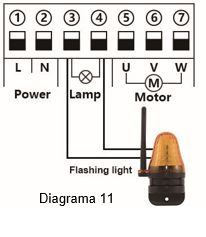 1 2 3 4 5 6 7
L N U V W
M
Power Lamp Motor
Flashing light
Diagrama 11